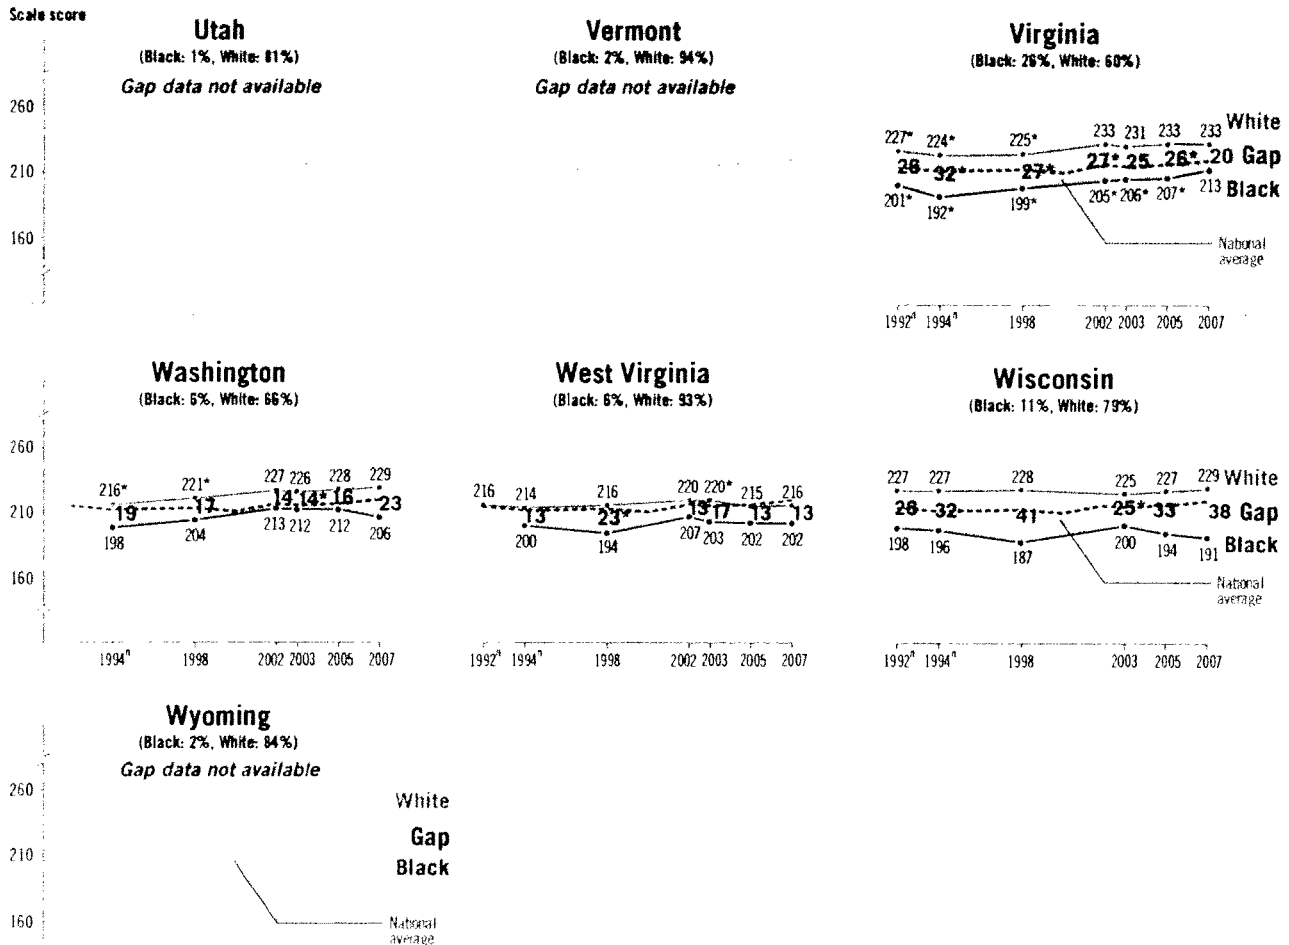 Scale score
Utah
(Black: 1%, White: 81%)
Gap data not available
Vermont
(Black: 2%, White: 94%)
Gap data not available
Virginia
(Black: 26%, White: 60%)
260
210
160
227* 224* 225* 233 231 233 233 White
26 32* 27* 27* 25 26* 20 Gap
201* 192* 199* 205* 206* 207* 213 Black
National
average
1992ⁿ 1994ⁿ 1998 2002 2003 2005 2007
Washington
(Black: 6%, White: 66%)
260
210
160
216* 221* 227 226 228 229
19 17 14 14* 16 23
198 204 213 212 212 206
1994ⁿ 1998 2002 2003 2005 2007
West Virginia
(Black: 6%, White: 93%)
216 214 216 220 220* 215 216
13 23* 13 17 13 13
200 194 207 203 202 202
1992ⁿ 1994ⁿ 1998 2002 2003 2005 2007
Wisconsin
(Black: 11%, White: 79%)
227 227 228 225 227 229 White
28 32 41 25* 33 38 Gap
198 196 187 200 194 191 Black
National
average
1992ⁿ 1994ⁿ 1998 2003 2005 2007
Wyoming
(Black: 2%, White: 84%)
Gap data not available
260
210
160
White
Gap
Black
National
average